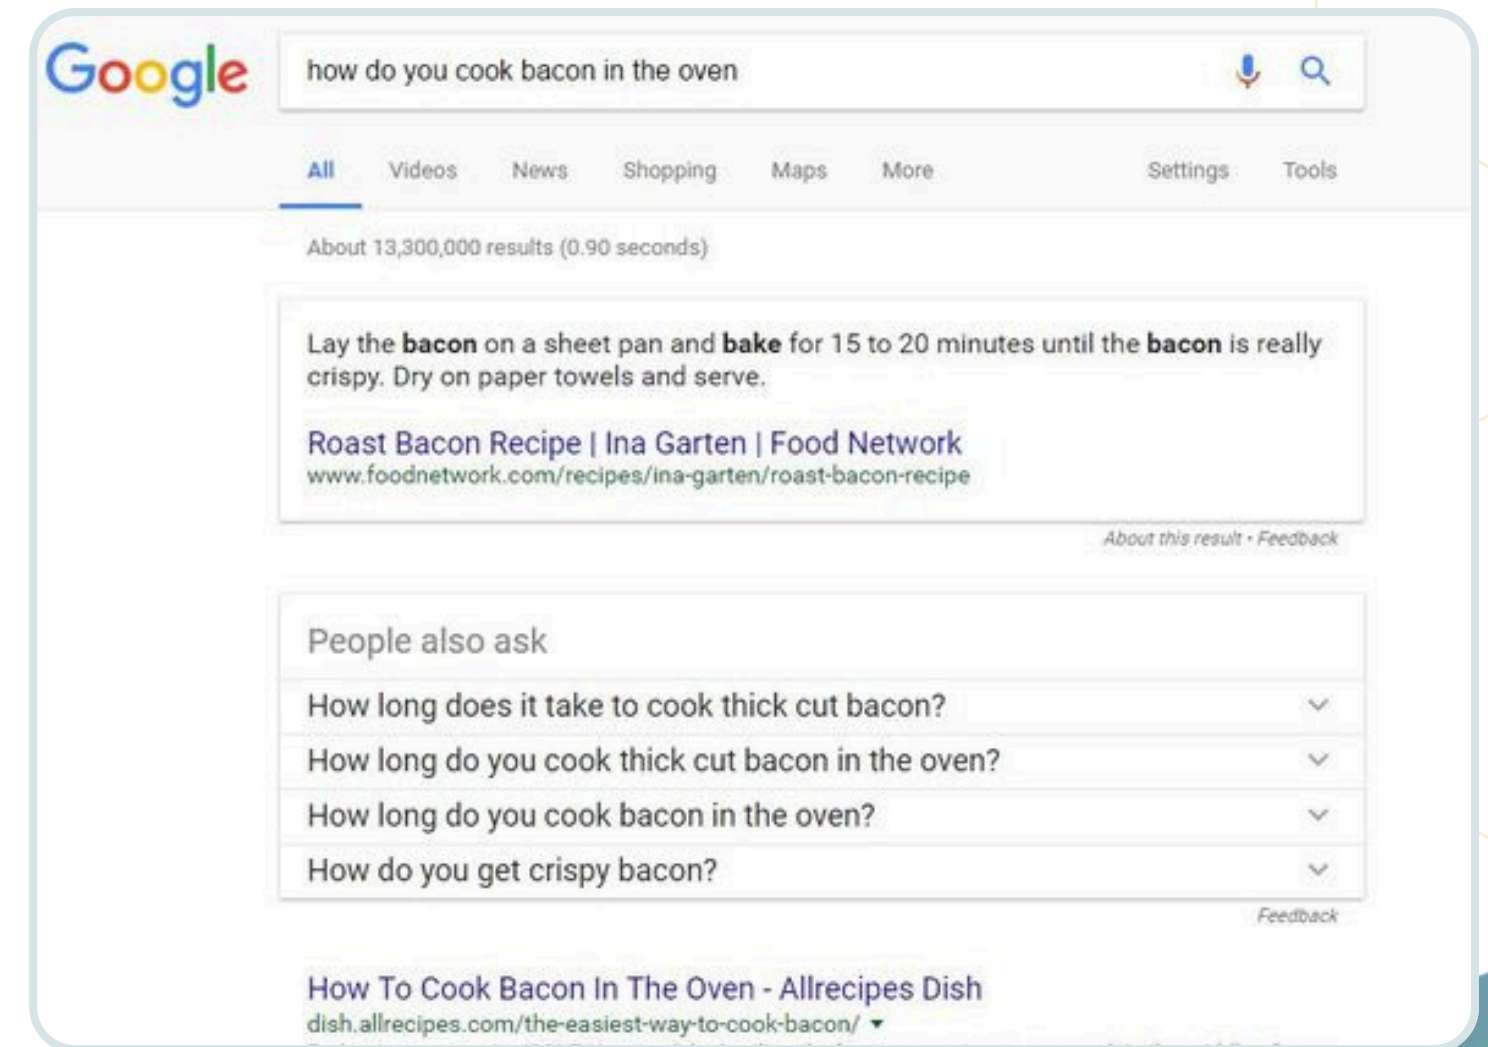 Google
how do you cook bacon in the oven
All Videos News Shopping Maps More Settings Tools
About 13,300,000 results (0.90 seconds)
Lay the bacon on a sheet pan and bake for 15 to 20 minutes until the bacon is really
crispy. Dry on paper towels and serve.
Roast Bacon Recipe | Ina Garten | Food Network
www.foodnetwork.com/recipes/ina-garten/roast-bacon-recipe
About this result • Feedback
People also ask
How long does it take to cook thick cut bacon?
How long do you cook thick cut bacon in the oven?
How long do you cook bacon in the oven?
How do you get crispy bacon?
Feedback
How To Cook Bacon In The Oven - Allrecipes Dish
dish.allrecipes.com/the-easiest-way-to-cook-bacon/